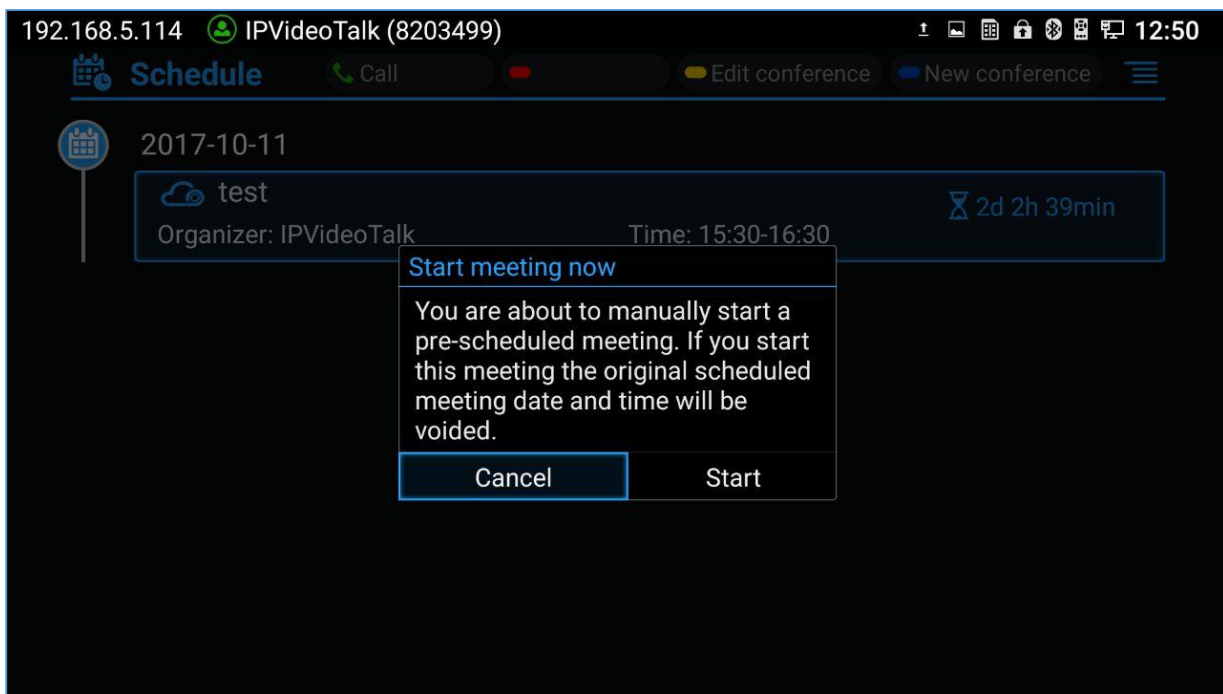 192.168.5.114 IPVideoTalk (8203499) 12:50
Schedule Call Edit conference New conference
2017-10-11
test
2d 2h 39min
Organizer: IPVideoTalk Time: 15:30-16:30
Start meeting now
You are about to manually start a
pre-scheduled meeting. If you start
this meeting the original scheduled
meeting date and time will be
voided.
Cancel Start